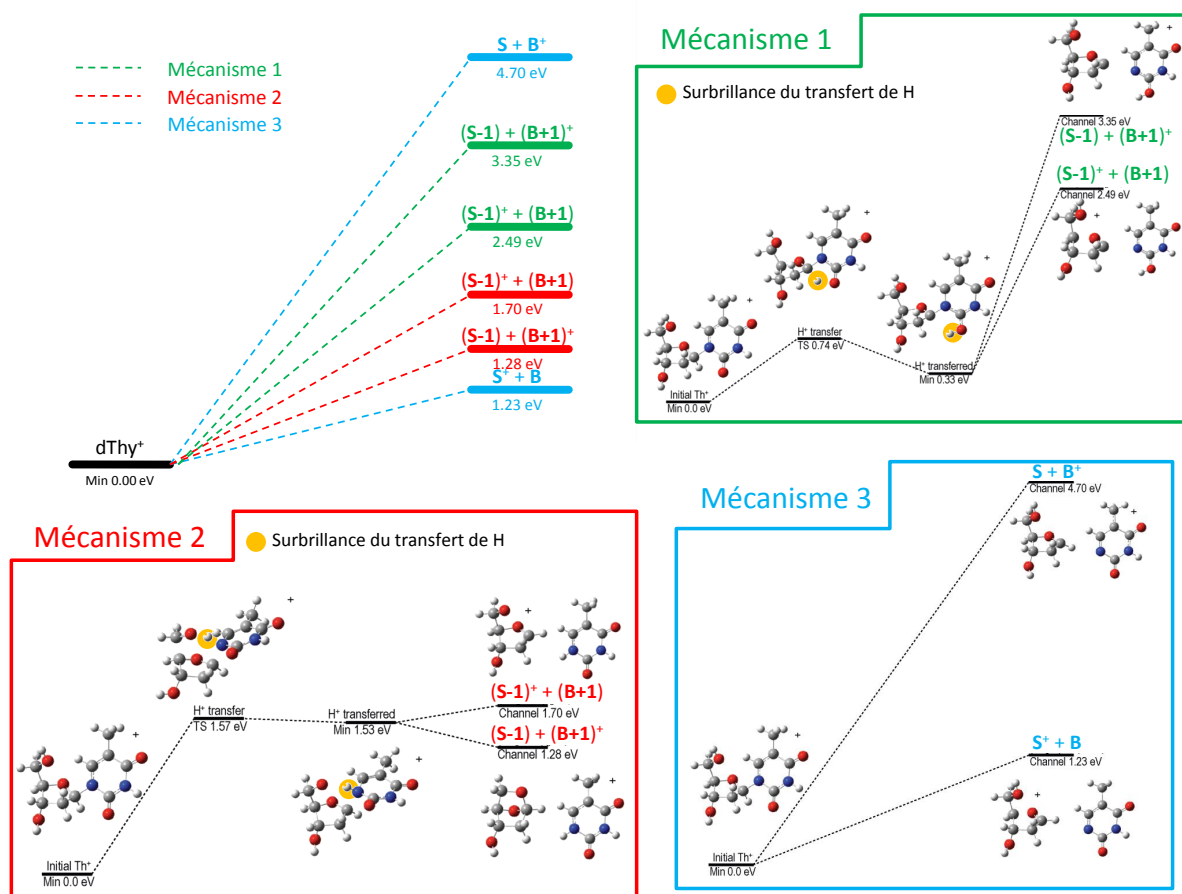 S + B⁺
4.70 eV
Mécanisme 1
Mécanisme 2
Mécanisme 3
(S-1) + (B+1)⁺
3.35 eV
(S-1)⁺ + (B+1)
2.49 eV
(S-1)⁺ + (B+1)
1.70 eV
(S-1) + (B+1)⁺
1.28 eV
S⁺ + B
1.23 eV
dThy⁺
Min 0.00 eV
Mécanisme 1
Surbrillance du transfert de H
+
Channel 3.35 eV
(S-1) + (B+1)⁺
(S-1)⁺ + (B+1)
Channel 2.49 eV
+
+
H⁺ transfer
TS 0.74 eV
+
H⁺ transferred
Min 0.33 eV
+
Initial Th⁺
Min 0.0 eV
Mécanisme 2
Surbrillance du transfert de H
+
H⁺ transfer
TS 1.57 eV
H⁺ transferred
Min 1.53 eV
+
+
(S-1)⁺ + (B+1)
Channel 1.70 eV
(S-1) + (B+1)⁺
Channel 1.28 eV
+
+
Initial Th⁺
Min 0.0 eV
Mécanisme 3
S + B⁺
Channel 4.70 eV
+
+
S⁺ + B
Channel 1.23 eV
+
Initial Th⁺
Min 0.0 eV